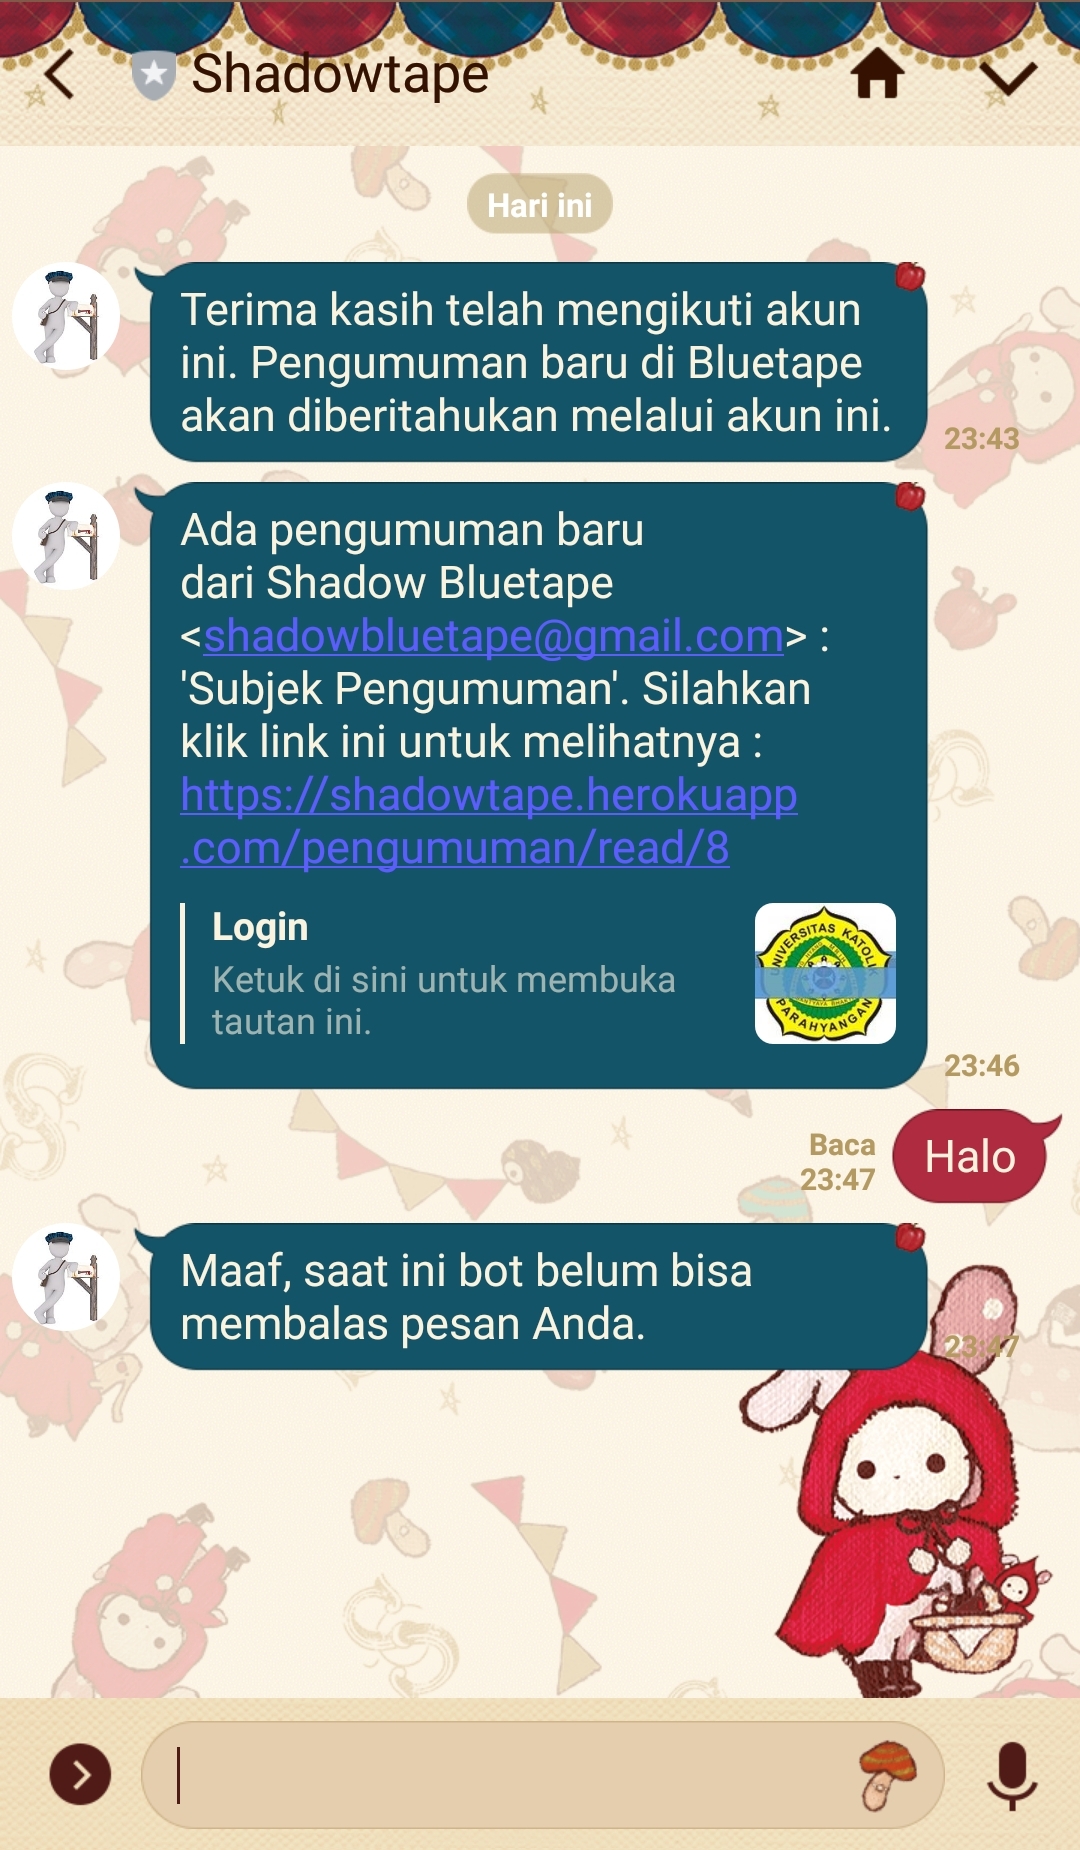 Shadowtape
Hari ini
Terima kasih telah mengikuti akun
ini. Pengumuman baru di Bluetape
akan diberitahukan melalui akun ini.
23:43
Ada pengumuman baru
dari Shadow Bluetape
<shadowbluetape@gmail.com> :
'Subjek Pengumuman'. Silahkan
klik link ini untuk melihatnya :
https://shadowtape.herokuapp
.com/pengumuman/read/8
Login
Ketuk di sini untuk membuka
tautan ini.
UNIVERSITAS KATOLIK
PARAHYANGAN
23:46
Baca
23:47
Halo
Maaf, saat ini bot belum bisa
membalas pesan Anda.
23:47